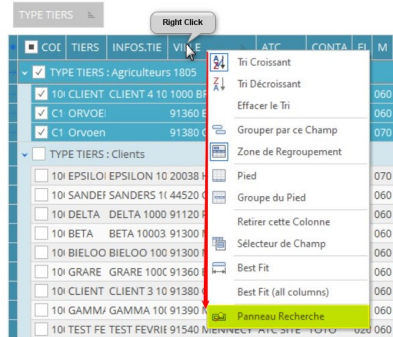 TYPE TIERS
Right Click
COI TIERS INFOS.TIE VILLE ATC CONTA FI M
TYPE TIERS : Agriculteurs 1805
10( CLIENT CLIENT 4 10 1000 BR 060
C1 ORVOEI 91360 E 060
C1 Orvoen 91380 C 070
TYPE TIERS : Clients
10( EPSILOI EPSILON 10 20038 H 070
10( SANDEF SANDERS 1( 44520 G 060
10( DELTA DELTA 1000 91120 P 060
10( BETA BETA 10003 91300 M 060
10( BIELOO BIELOO 100 91300 M 060
10( GRARE GRARE 100C 91360 E 060
10( CLIENT CLIENT 3 10 91380 C 060
10( GAMMA GAMMA 10( 91390 M 060
10( TEST FE TEST FEVRIE 91540 MENNECY ATC SITE TOTO 020 060
Tri Croissant
Tri Décroissant
Effacer le Tri
Grouper par ce Champ
Zone de Regroupement
Pied
Groupe du Pied
Retirer cette Colonne
Sélecteur de Champ
Best Fit
Best Fit (all columns)
Panneau Recherche